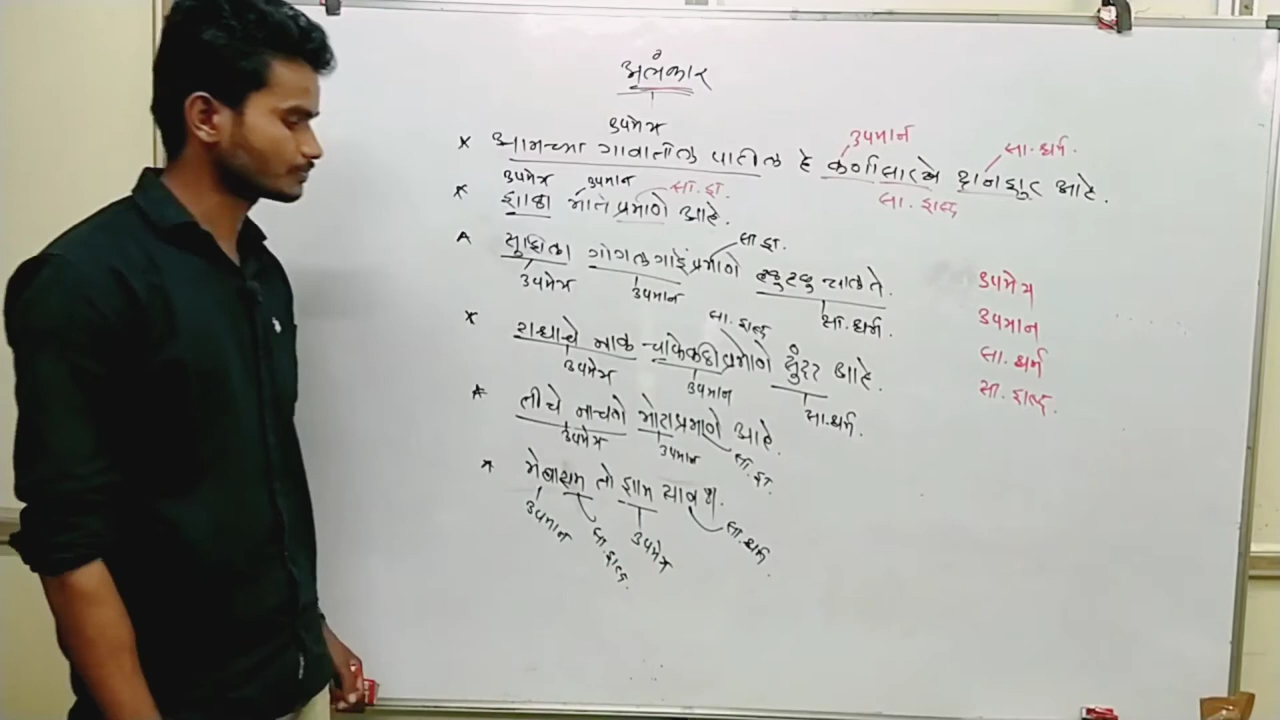 अलंकार
उपमेय
उपमान
सा.धर्म.
आमच्या गावातील पाटील हे कर्णासारखे दानशूर आहे.
सा. शब्द
उपमेय उपमान सा.श.
शाळा माते प्रमाणे आहे.
सा श.
सुशिला गोगलगाईप्रमाणे हळुहळु चालते.
उपमेय उपमान सा.धर्म.
सा. शब्द
राधाचे नाक चाफेकळीप्रमाणे सुंदर आहे.
उपमेय उपमान सा.धर्म.
तीचे नाचणे मोराप्रमाणे आहे.
उपमेय उपमान सा. श.
मेघासम तो श्याम सावळा.
उपमान सा. शब्द. उपमेय सा.धर्म.
उपमेय
उपमान
सा. धर्म
सा. शब्द.